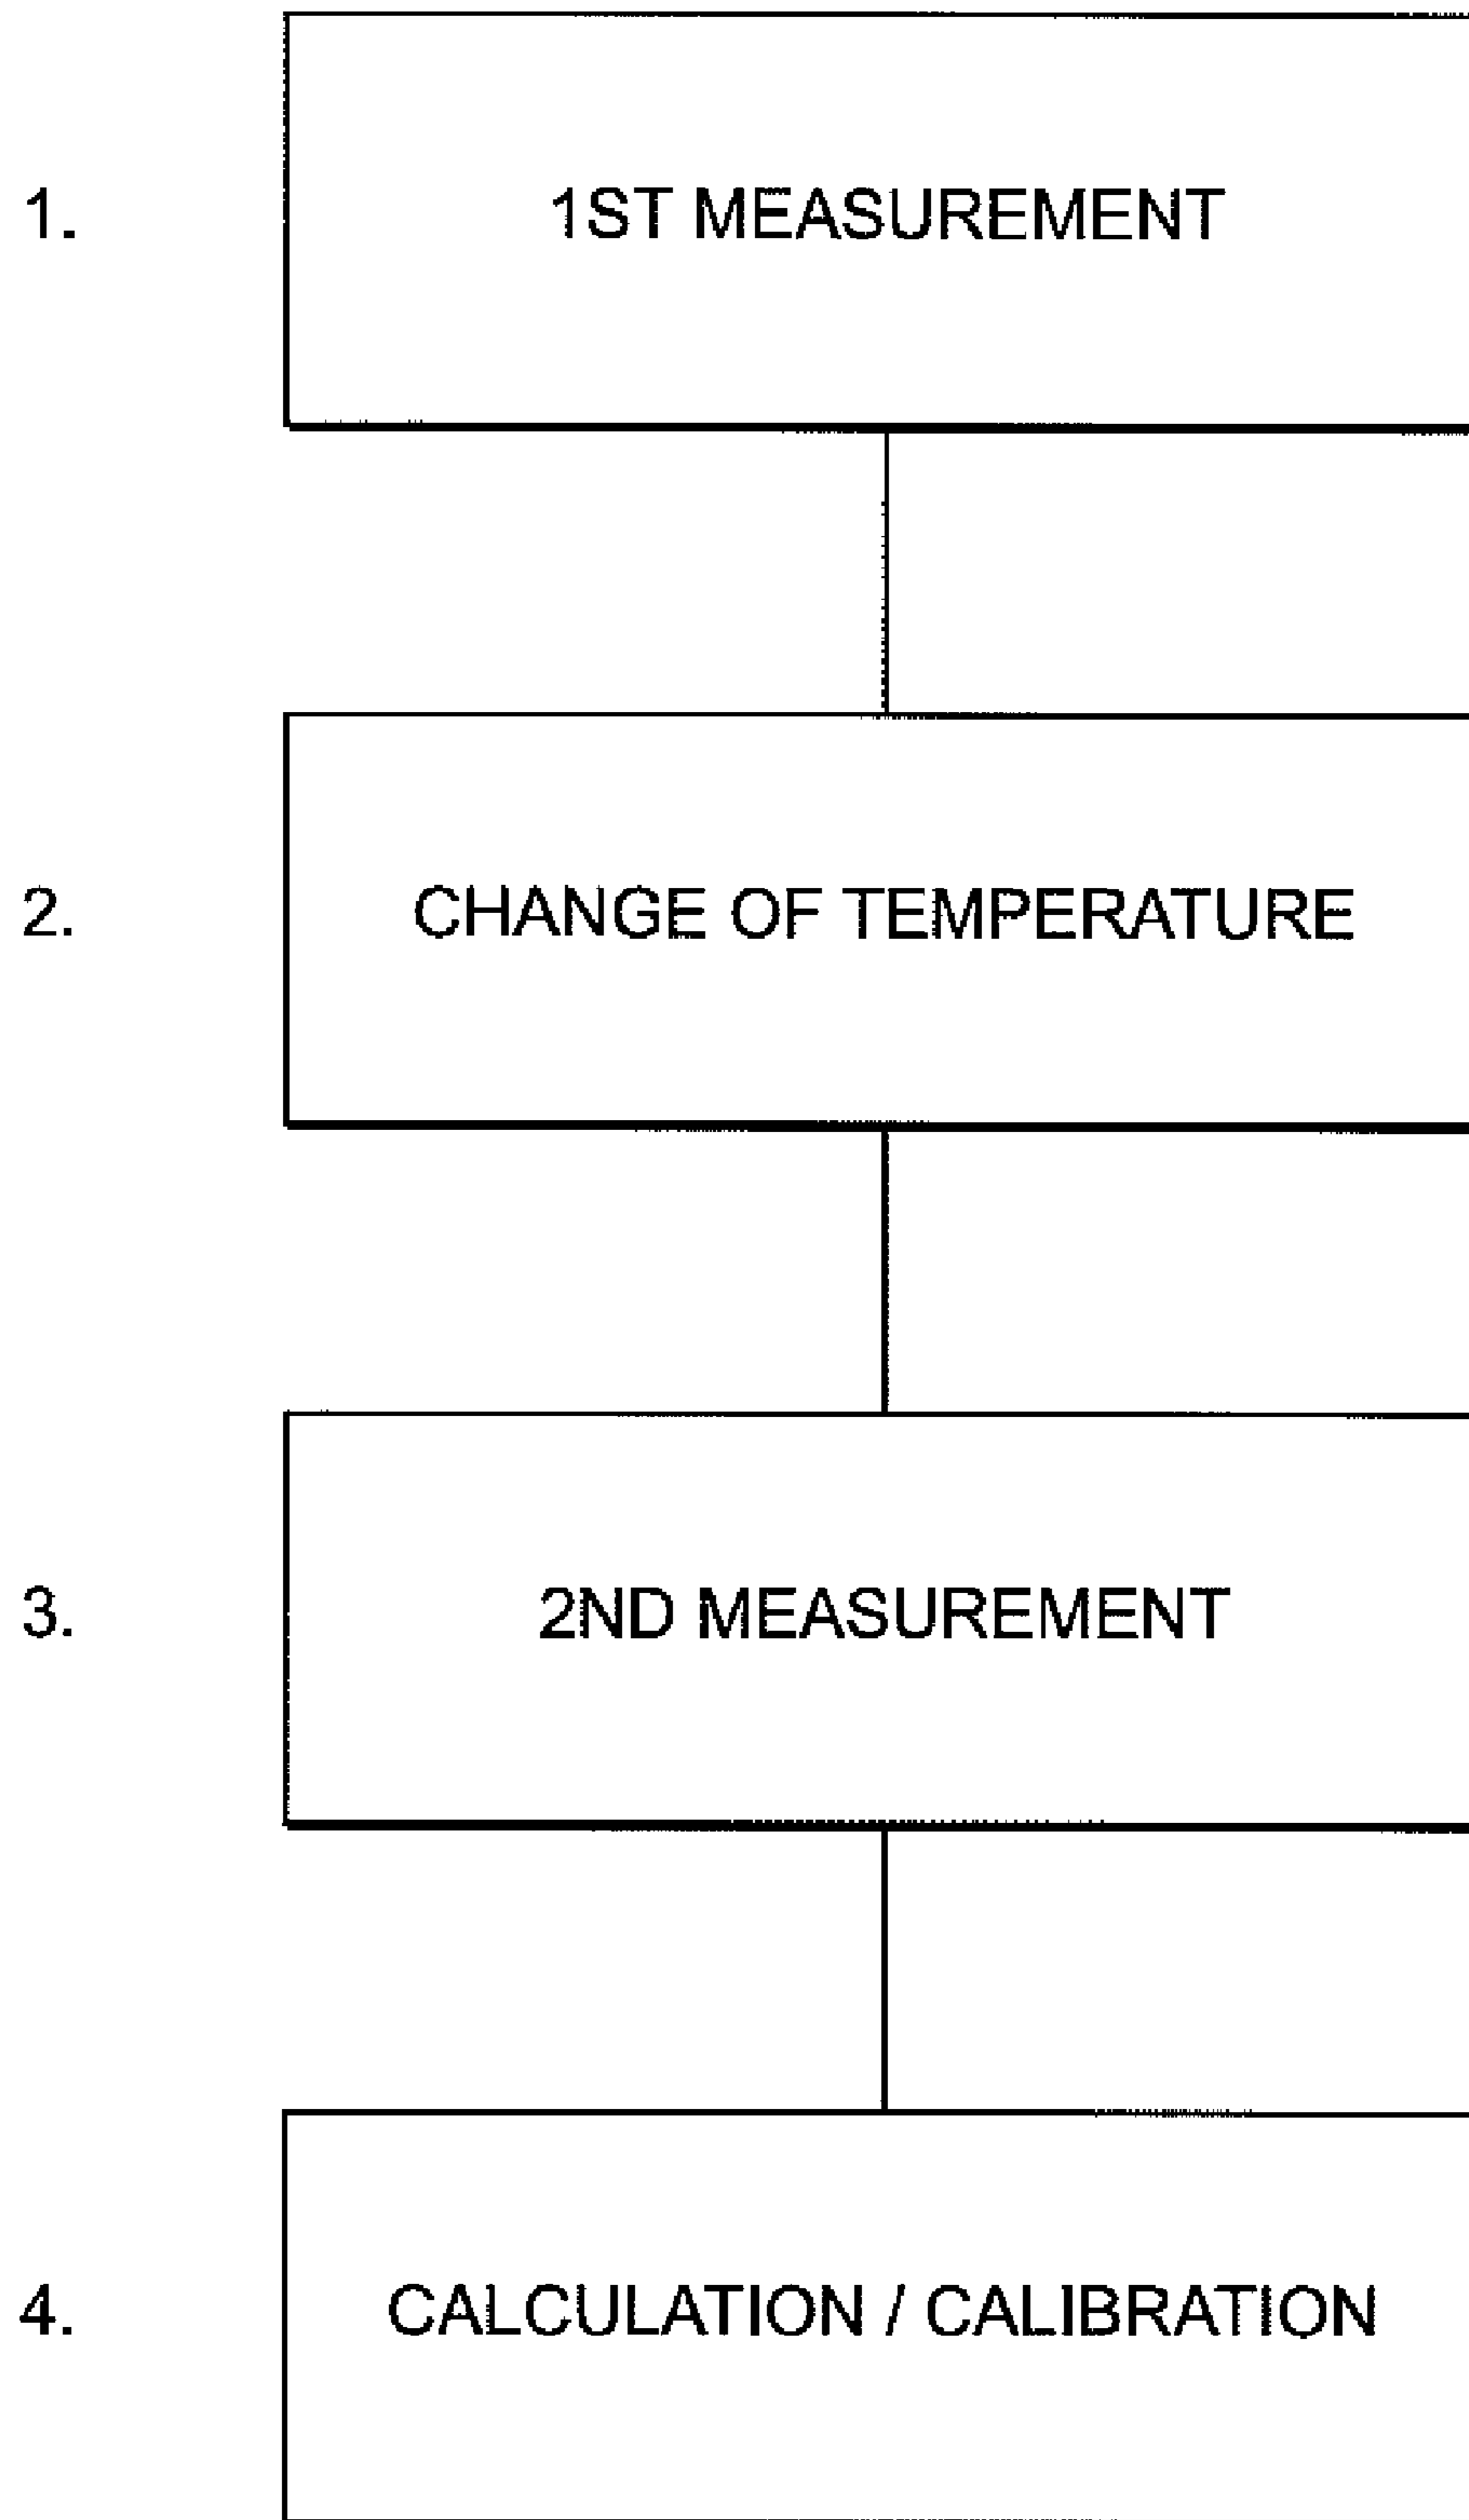 1. 1ST MEASUREMENT
2. CHANGE OF TEMPERATURE
3. 2ND MEASUREMENT
4. CALCULATION / CALIBRATION